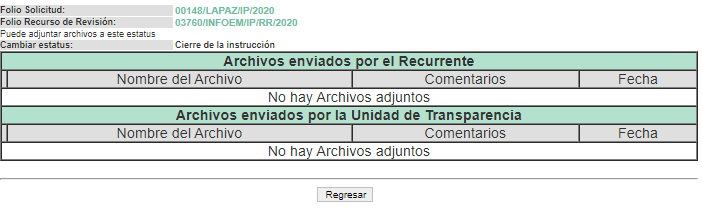 Folio Solicitud: 00148/LAPAZ/IP/2020
Folio Recurso de Revisión: 03760/INFOEM/IP/RR/2020
Puede adjuntar archivos a este estatus
Cambiar estatus: Cierre de la instrucción
Archivos enviados por el Recurrente
Nombre del Archivo Comentarios Fecha
No hay Archivos adjuntos
Archivos enviados por la Unidad de Transparencia
Nombre del Archivo Comentarios Fecha
No hay Archivos adjuntos
Regresar